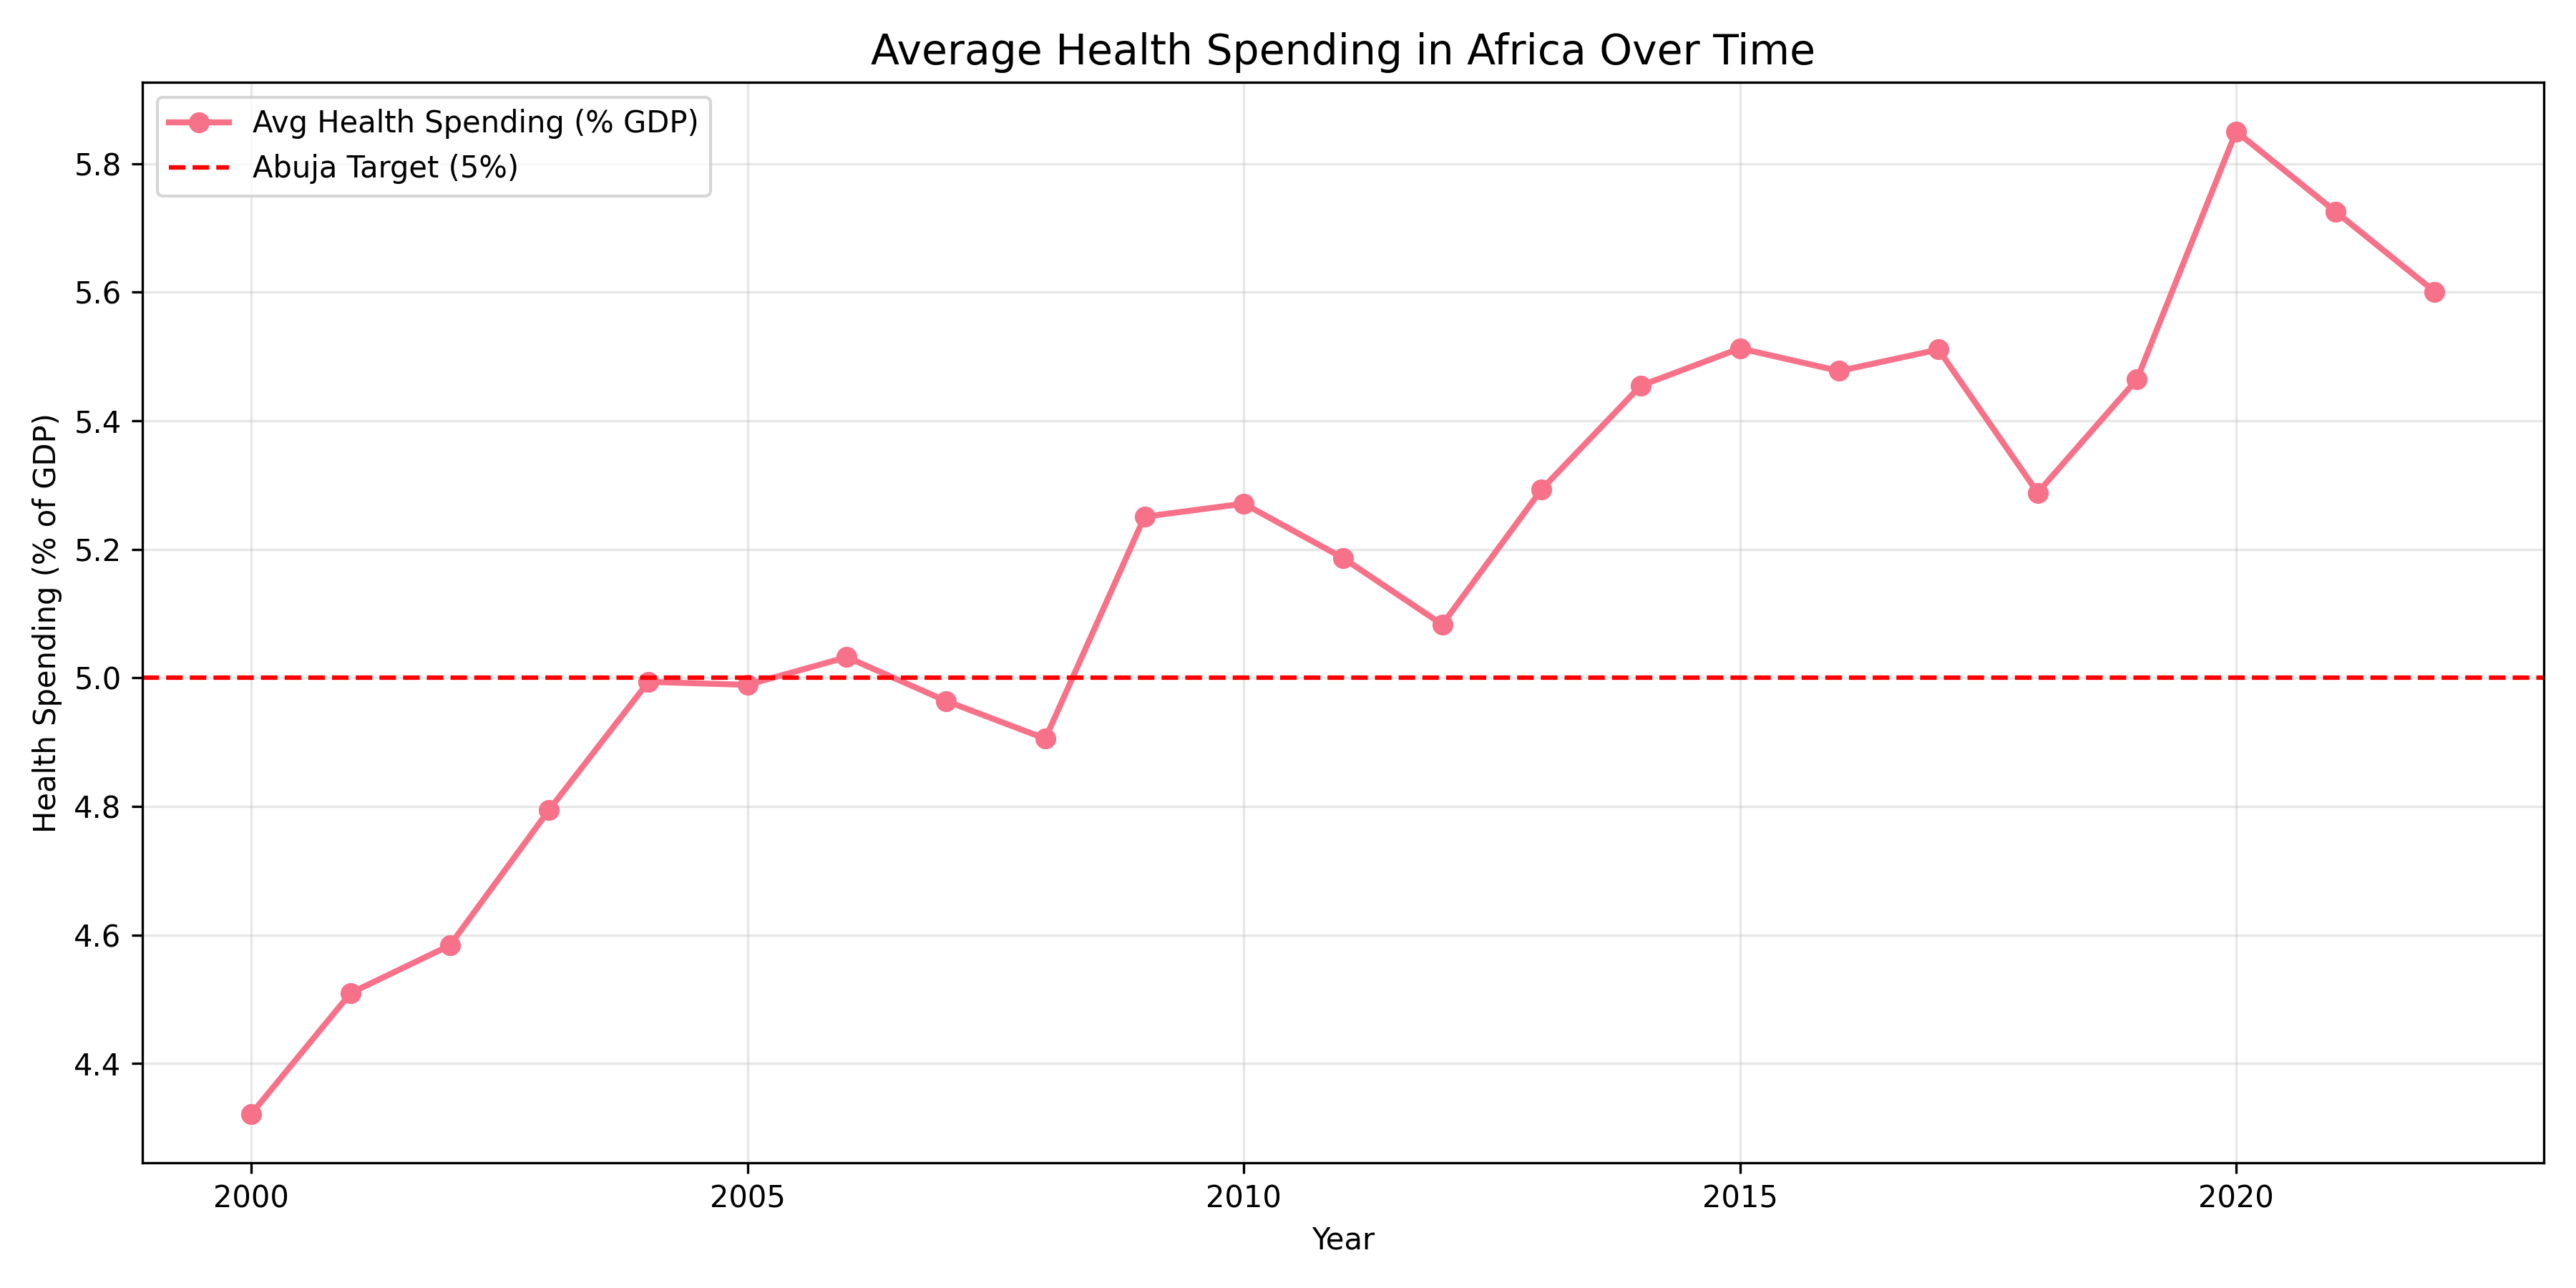 Average Health Spending in Africa Over Time
Avg Health Spending (% GDP)
Abuja Target (5%)
Health Spending (% of GDP)
5.8
5.6
5.4
5.2
5.0
4.8
4.6
4.4
2000 2005 2010 2015 2020
Year